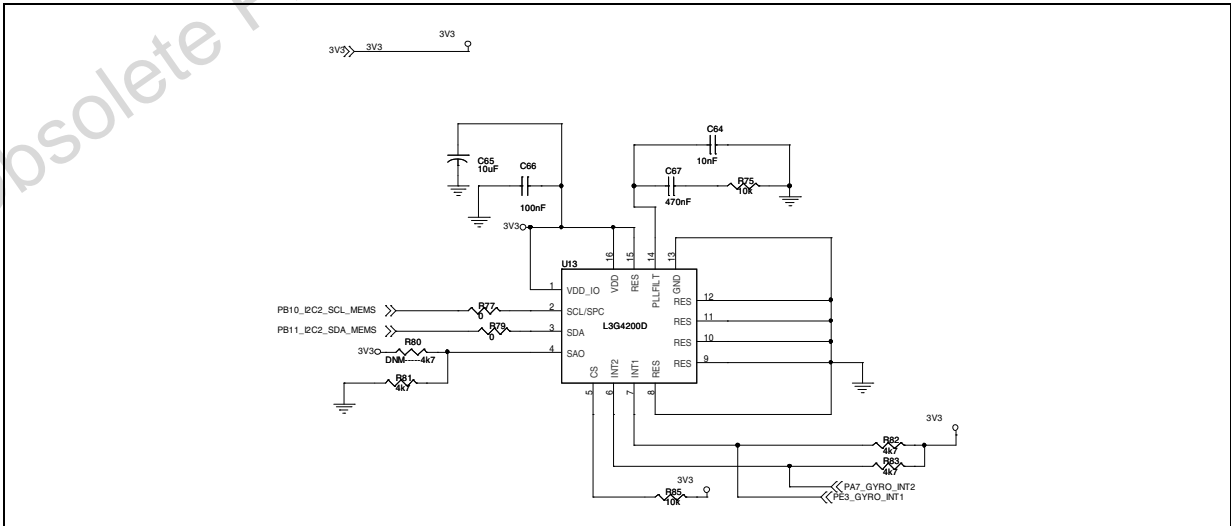 bsolete
3V3
3V3
3V3
C65
10uF
C66
100nF
C64
10nF
C67
470nF
R75
10k
3V3
U13
16
15
14
13
VDD
RES
PLLFILT
GND
1
VDD_IO
2
SCL/SPC
3
SDA
4
SAO
L3G4200D
RES
12
RES
11
RES
10
RES
9
CS
INT2
INT1
RES
5
6
7
8
PB10_I2C2_SCL_MEMS
R77
0
PB11_I2C2_SDA_MEMS
R79
0
3V3
R80
DNM-----4k7
R81
4k7
3V3
R82
4k7
R83
4k7
PA7_GYRO_INT2
PE3_GYRO_INT1
3V3
R85
10k